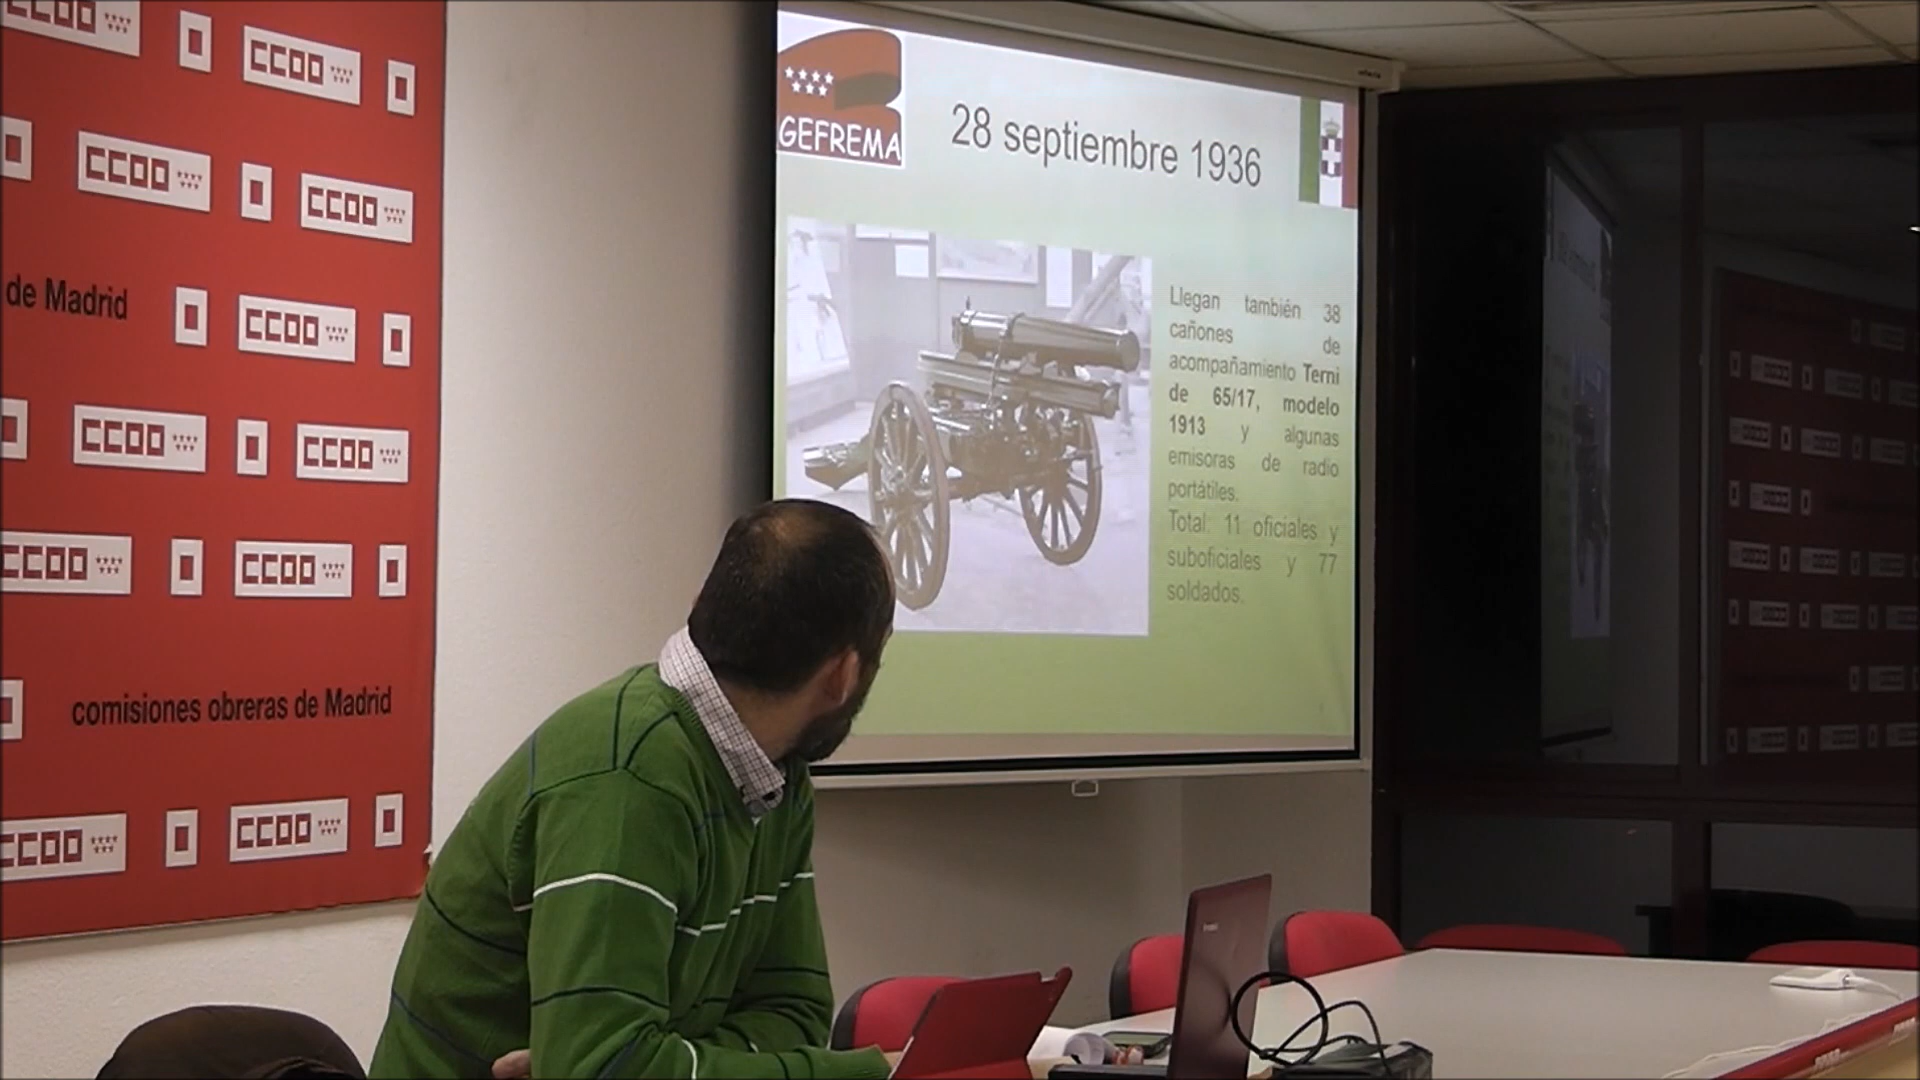 CCOO
CCOO
CCOO
CCOO
de Madrid
CCOO
CCOO
CCOO
CCOO
CCOO
comisiones obreras de Madrid
CCOO
CCOO
GEFREMA
28 septiembre 1936
Llegan también 38
cañones de
acompañamiento Terni
de 65/17, modelo
1913 y algunas
emisoras de radio
portátiles.
Total: 11 oficiales y
suboficiales y 77
soldados.